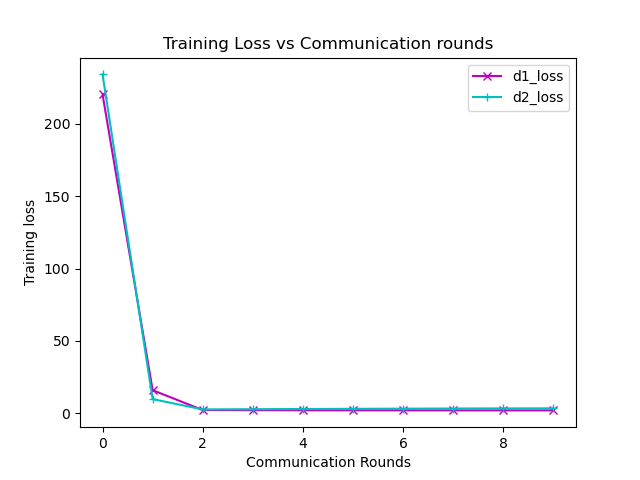 Training Loss vs Communication rounds
d1_loss
d2_loss
Training loss
200
150
100
50
0
0 2 4 6 8
Communication Rounds